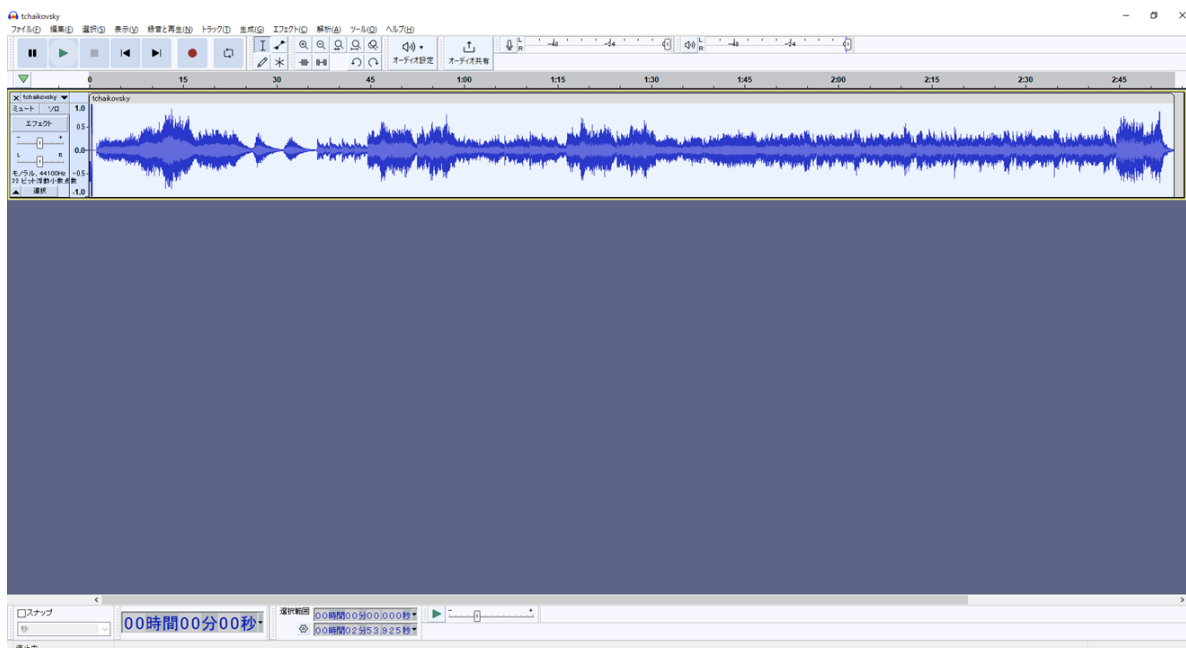 tchaikovsky
ファイル(F) 編集(E) 選択(S) 表示(V) 録音と再生(N) トラック(T) 生成(G) エフェクト(C) 解析(A) ツール(O) ヘルプ(H)
オーディオ設定 オーディオ共有
L R -48 -24 0
L R -48 -24 0
0 15 30 45 1:00 1:15 1:30 1:45 2:00 2:15 2:30 2:45
× tchaikovsky
tchaikovsky
ミュート ソロ
エフェクト
- +
L R
モノラル, 44100Hz
32 ビット浮動小数点数
選択
1.0
0.5
0.0
-0.5
-1.0
スナップ
秒
00時間00分00秒
選択範囲
00時間00分00.000秒
00時間02分53.925秒
- +
停止中